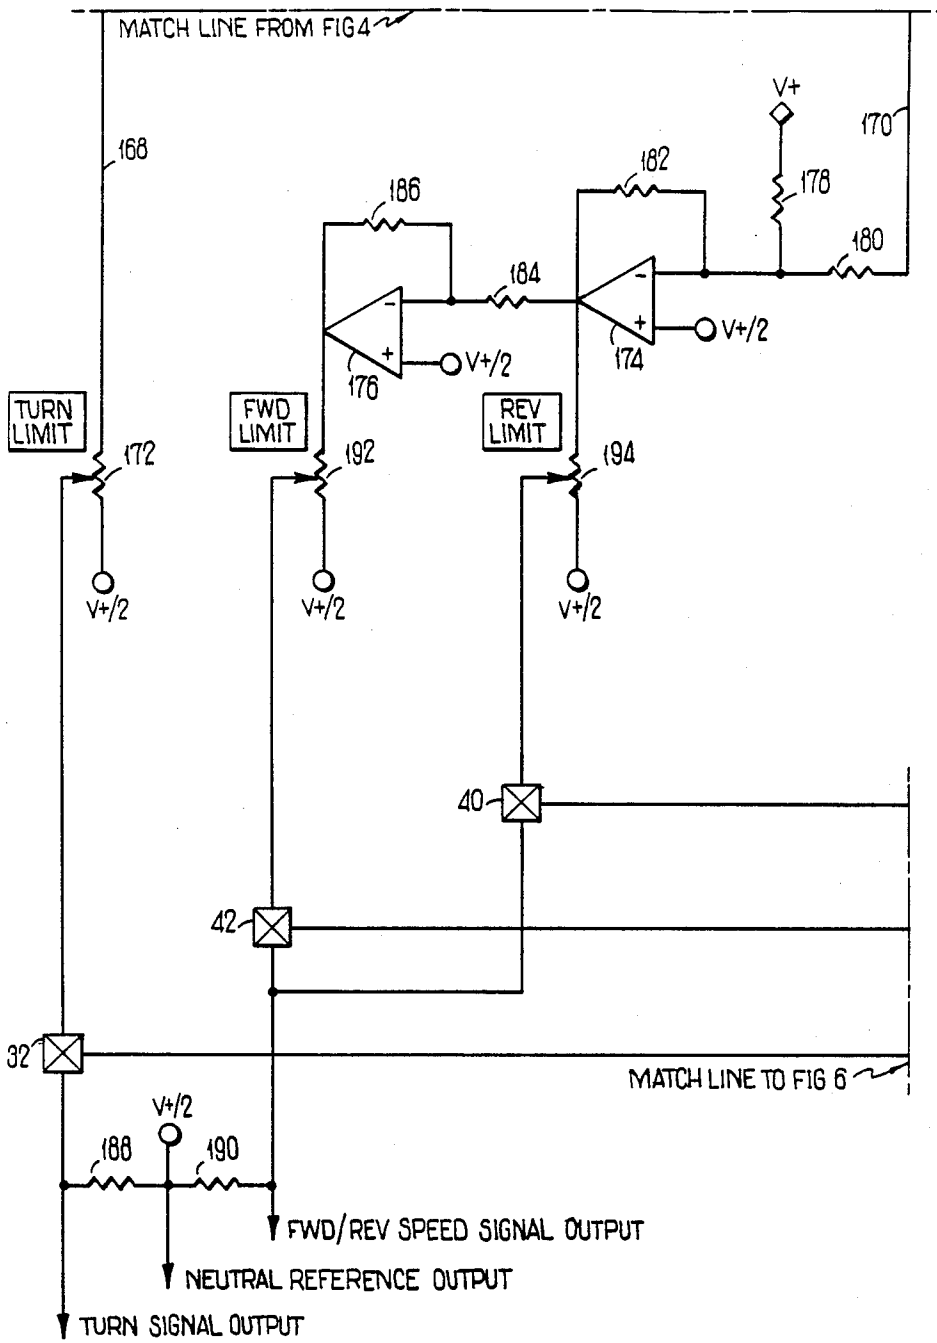 MATCH LINE FROM FIG 4
V+
170
168
182
178
186
180
184
-
-
+
V+/2
174
+
V+/2
176
TURN
LIMIT
FWD
LIMIT
REV
LIMIT
172
192
194
V+/2
V+/2
V+/2
40
42
32
MATCH LINE TO FIG 6
V+/2
188
190
FWD/REV SPEED SIGNAL OUTPUT
NEUTRAL REFERENCE OUTPUT
TURN SIGNAL OUTPUT